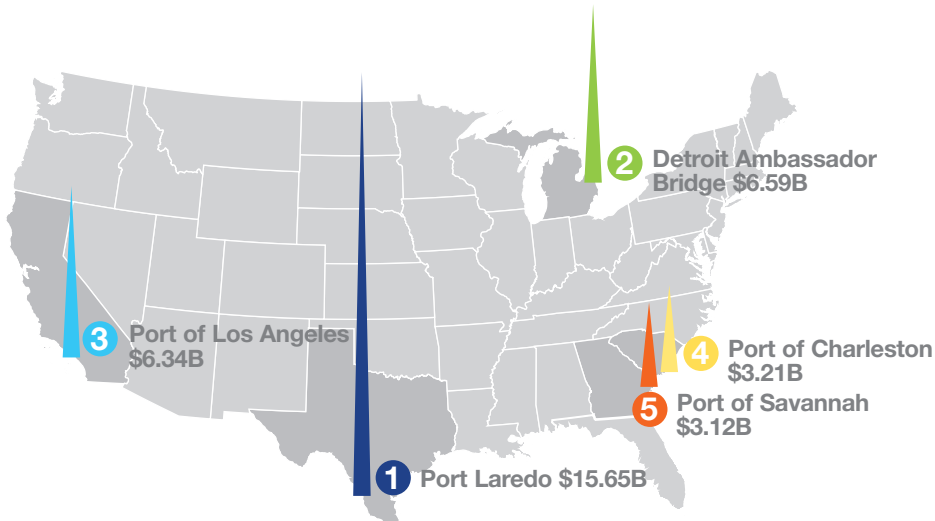 2 Detroit Ambassador
Bridge $6.59B
3 Port of Los Angeles
$6.34B
4 Port of Charleston
$3.21B
5 Port of Savannah
$3.12B
1 Port Laredo $15.65B